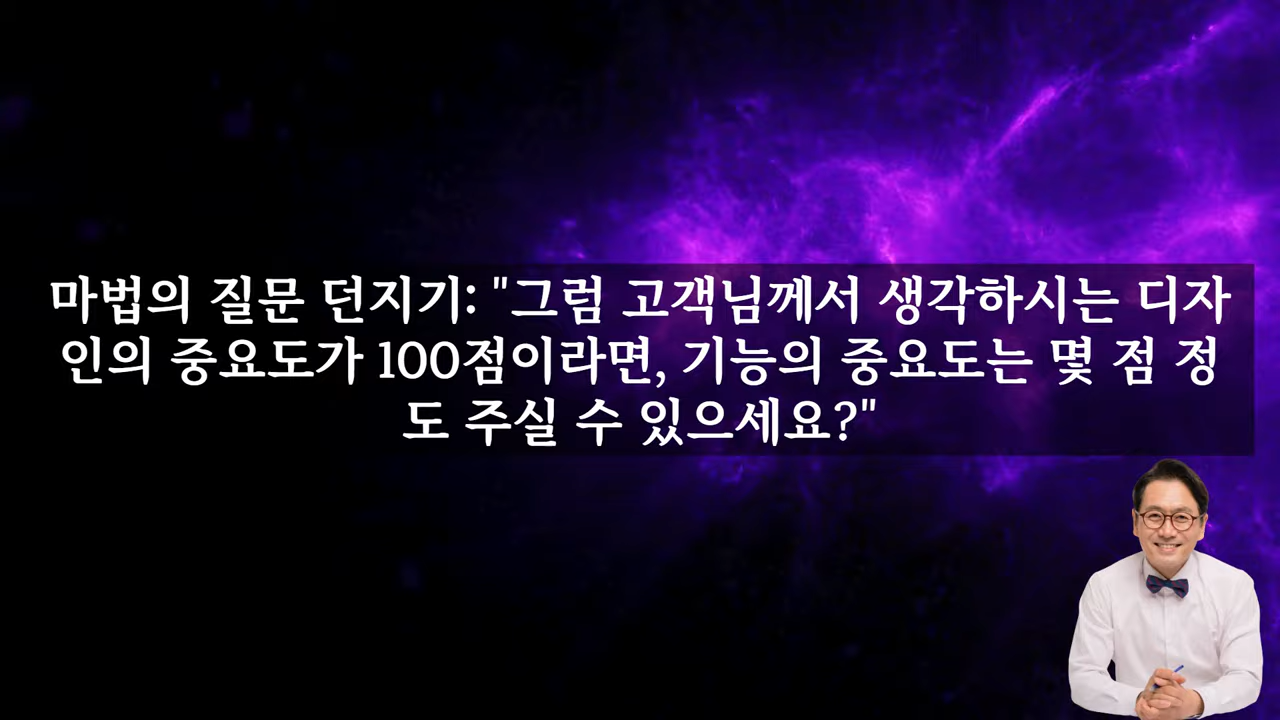 마법의 질문 던지기: "그럼 고객님께서 생각하시는 디자
인의 중요도가 100점이라면, 기능의 중요도는 몇 점 정
도 주실 수 있으세요?"